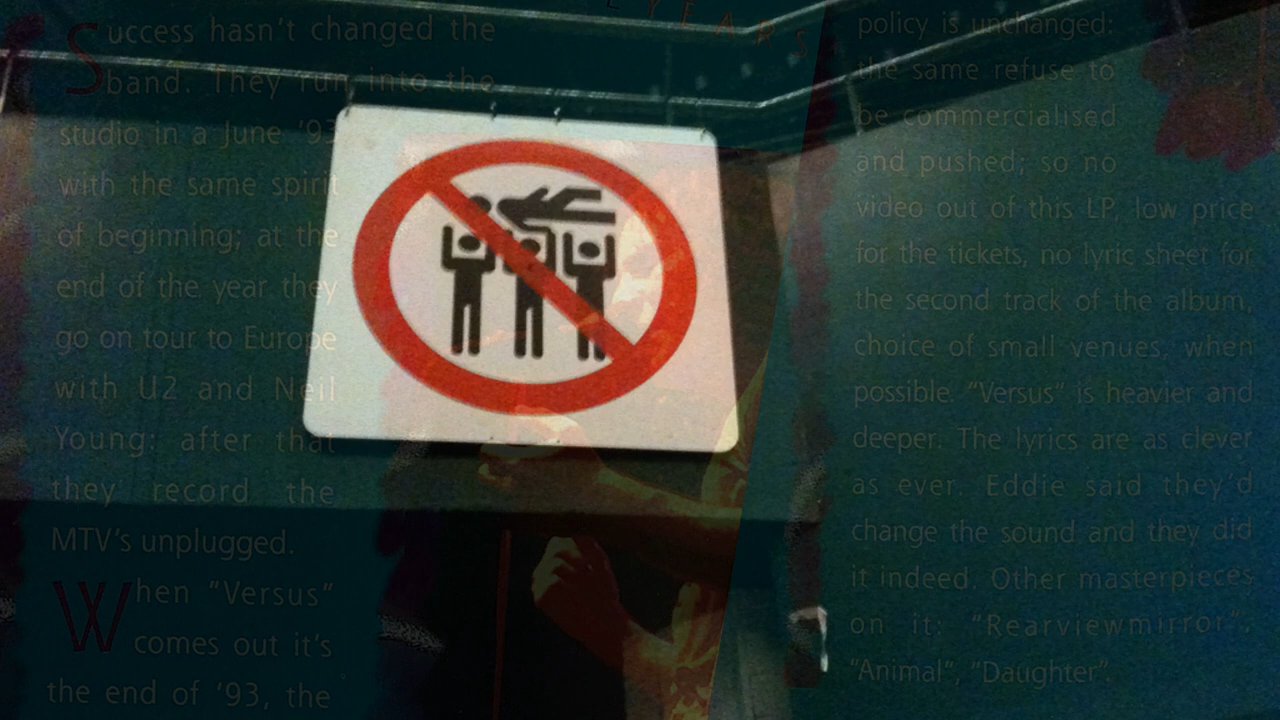 YEARS
Success hasn't changed the
band. They run into the
studio in a June '93
with the same spirit
of beginning; at the
end of the year they
go on tour to Europe
with U2 and Neil
Young: after that
they record the
MTV's unplugged.
When "Versus"
comes out it's
the end of '93, the
policy is unchanged:
the same refuse to
be commercialised
and pushed; so no
video out of this LP, low price
for the tickets, no lyric sheet for
the second track of the album,
choice of small venues when
possible. "Versus" is heavier and
deeper. The lyrics are as clever
as ever. Eddie said they'd
change the sound and they did
it indeed. Other masterpieces
on it: "Rearviewmirror",
"Animal", "Daughter".